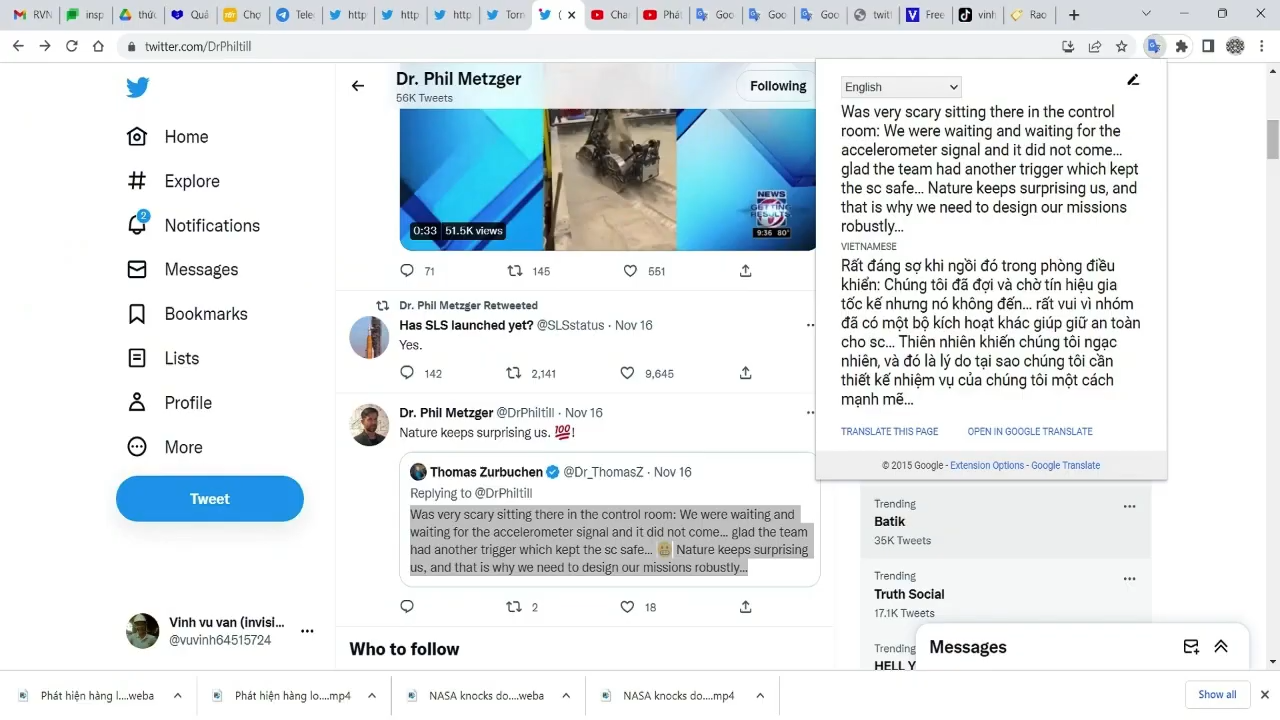 RVN
insp
thức
Quả
Chợ
Tele
http
http
http
Torn
(
Cha
Phá
Goo
Goo
Goo
twitt
Free
vinh
Rao
twitter.com/DrPhiltill
Home
Explore
2
Notifications
Messages
Bookmarks
Lists
Profile
More
Tweet
Vinh vu van (invisi...
@vuvinh64515724
Dr. Phil Metzger
56K Tweets
Following
0:33 51.5K views
NEWS
GETTING
RESULTS
9:36 80°
71 145 551
Dr. Phil Metzger Retweeted
Has SLS launched yet? @SLSstatus · Nov 16
Yes.
142 2,141 9,645
Dr. Phil Metzger @DrPhiltill · Nov 16
Nature keeps surprising us. 💯!
Thomas Zurbuchen @Dr_ThomasZ · Nov 16
Replying to @DrPhiltill
Was very scary sitting there in the control room: We were waiting and
waiting for the accelerometer signal and it did not come... glad the team
had another trigger which kept the sc safe... Nature keeps surprising
us, and that is why we need to design our missions robustly...
2 18
Who to follow
English
Was very scary sitting there in the control
room: We were waiting and waiting for the
accelerometer signal and it did not come...
glad the team had another trigger which kept
the sc safe... Nature keeps surprising us, and
that is why we need to design our missions
robustly...
VIETNAMESE
Rất đáng sợ khi ngồi đó trong phòng điều
khiển: Chúng tôi đã đợi và chờ tín hiệu gia
tốc kế nhưng nó không đến... rất vui vì nhóm
đã có một bộ kích hoạt khác giúp giữ an toàn
cho sc... Thiên nhiên khiến chúng tôi ngạc
nhiên, và đó là lý do tại sao chúng tôi cần
thiết kế nhiệm vụ của chúng tôi một cách
mạnh mẽ...
TRANSLATE THIS PAGE OPEN IN GOOGLE TRANSLATE
© 2015 Google - Extension Options - Google Translate
Trending
Batik
35K Tweets
Trending
Truth Social
17.1K Tweets
Trending
HELL Y
Messages
Phát hiện hàng l....weba
Phát hiện hàng lo....mp4
NASA knocks do....weba
NASA knocks do....mp4
Show all